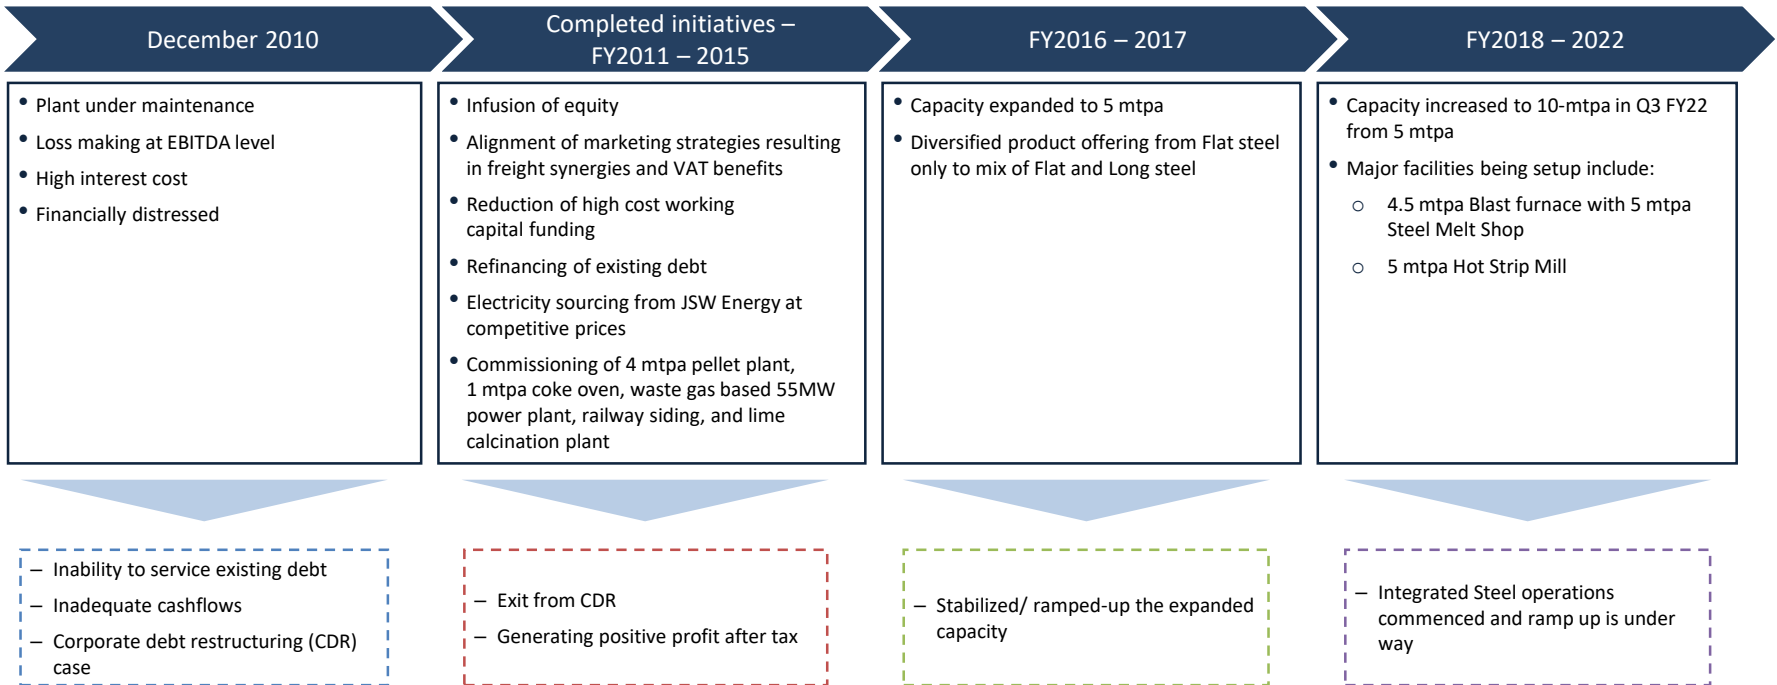 December 2010
Completed initiatives –
FY2011 – 2015
FY2016 – 2017
FY2018 – 2022
• Plant under maintenance
• Loss making at EBITDA level
• High interest cost
• Financially distressed
• Infusion of equity
• Alignment of marketing strategies resulting
in freight synergies and VAT benefits
• Reduction of high cost working
capital funding
• Refinancing of existing debt
• Electricity sourcing from JSW Energy at
competitive prices
• Commissioning of 4 mtpa pellet plant,
1 mtpa coke oven, waste gas based 55MW
power plant, railway siding, and lime
calcination plant
• Capacity expanded to 5 mtpa
• Diversified product offering from Flat steel
only to mix of Flat and Long steel
• Capacity increased to 10-mtpa in Q3 FY22
from 5 mtpa
• Major facilities being setup include:
o 4.5 mtpa Blast furnace with 5 mtpa
Steel Melt Shop
o 5 mtpa Hot Strip Mill
– Inability to service existing debt
– Inadequate cashflows
– Corporate debt restructuring (CDR)
case
– Exit from CDR
– Generating positive profit after tax
– Stabilized/ ramped-up the expanded
capacity
– Integrated Steel operations
commenced and ramp up is under
way